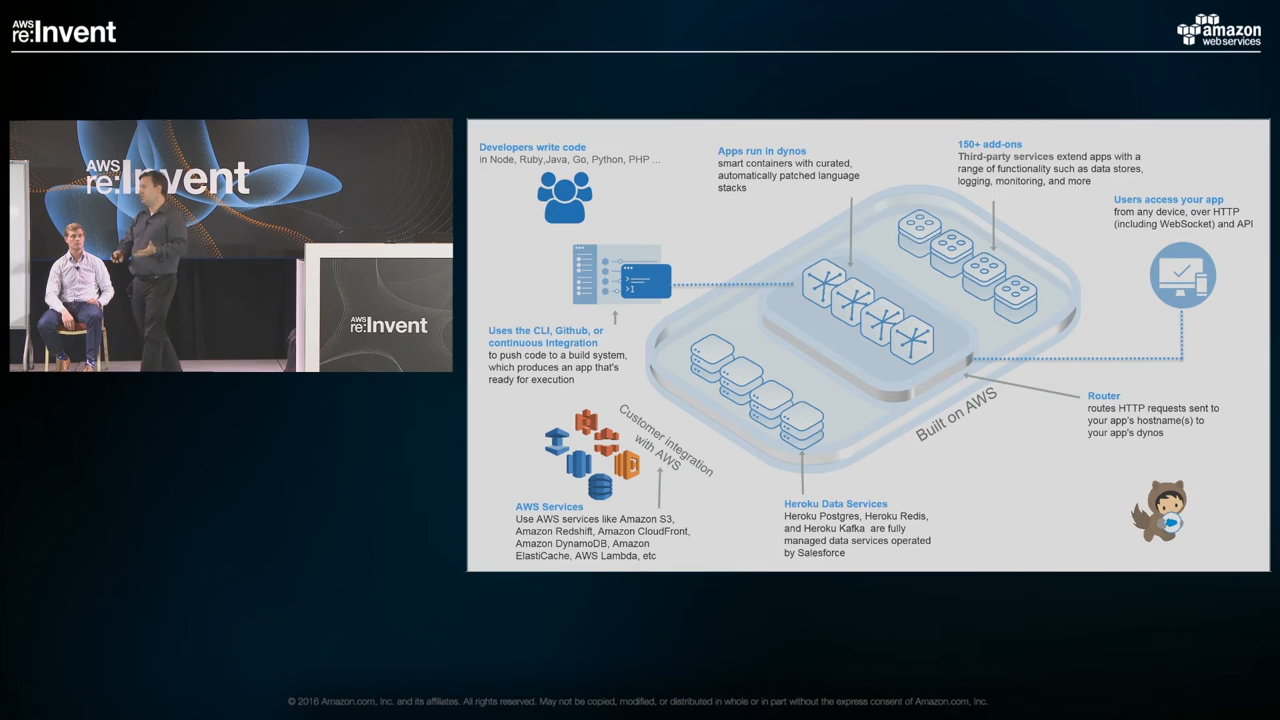 AWS
re:Invent
amazon
webservices
AWS
re:Invent
AWS
re:Invent
Developers write code
in Node, Ruby,Java, Go, Python, PHP ...
Apps run in dynos
smart containers with curated,
automatically patched language
stacks
150+ add-ons
Third-party services extend apps with a
range of functionality such as data stores,
logging, monitoring, and more
Users access your app
from any device, over HTTP
(including WebSocket) and API
Uses the CLI, Github, or
continuous integration
to push code to a build system,
which produces an app that's
ready for execution
Customer integration
with AWS
Built on AWS
Router
routes HTTP requests sent to
your app's hostname(s) to
your app's dynos
AWS Services
Use AWS services like Amazon S3,
Amazon Redshift, Amazon CloudFront,
Amazon DynamoDB, Amazon
ElastiCache, AWS Lambda, etc
Heroku Data Services
Heroku Postgres, Heroku Redis,
and Heroku Kafka are fully
managed data services operated
by Salesforce
© 2016 Amazon.com, Inc. and its affiliates. All rights reserved. May not be copied, modified, or distributed in whole or in part without the express consent of Amazon.com, Inc.